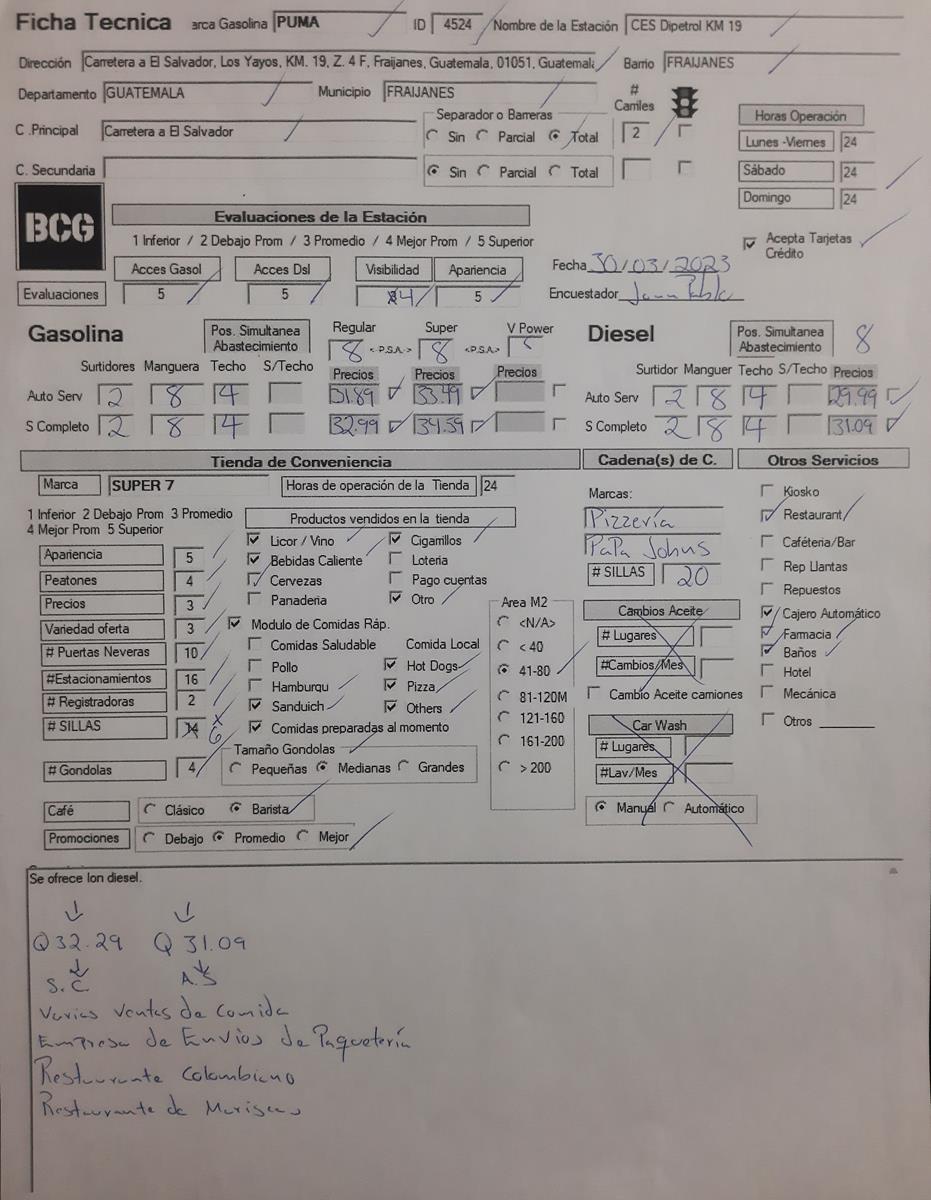 Ficha Tecnica arca Gasolina PUMA ID 4524 Nombre de la Estación CES Dipetrol KM 19
Dirección Carretera a El Salvador, Los Yayos, KM. 19, Z. 4 F, Fraijanes, Guatemala, 01051, Guatemala Barrio FRAIJANES
Departamento GUATEMALA Municipio FRAIJANES # Carriles
C .Principal Carretera a El Salvador Separador o Barreras Sin Parcial Total 2
C. Secundaria Sin Parcial Total
Horas Operación
Lunes -Viernes 24
Sábado 24
Domingo 24
BCG
Evaluaciones de la Estación
1 Inferior / 2 Debajo Prom / 3 Promedio / 4 Mejor Prom / 5 Superior
Acepta Tarjetas Crédito
Acces Gasol Acces Dsl Visibilidad Apariencia
Evaluaciones 5 5 4 5
Fecha 30/03/2023
Encuestador Juan Pablo
Gasolina Pos. Simultanea Abastecimiento Regular 8 <-P.S.A.-> Super 8 <-P.S.A.> V Power
Surtidores Manguera Techo S/Techo Precios Precios Precios
Auto Serv 2 8 4 31.89 33.49
S Completo 2 8 4 32.99 34.59
Diesel Pos. Simultanea Abastecimiento 8
Surtidor Manguer Techo S/Techo Precios
Auto Serv 2 8 4 29.99
S Completo 2 8 4 31.09
Tienda de Conveniencia
Marca SUPER 7 Horas de operación de la Tienda 24
1 Inferior 2 Debajo Prom 3 Promedio
4 Mejor Prom 5 Superior
Apariencia 5
Peatones 4
Precios 3
Variedad oferta 3
# Puertas Neveras 10
#Estacionamientos 16
# Registradoras 2
# SILLAS 14 6
# Gondolas 4
Productos vendidos en la tienda
Licor / Vino Cigarrillos
Bebidas Caliente Loteria
Cervezas Pago cuentas
Panaderia Otro
Modulo de Comidas Ráp.
Comidas Saludable Comida Local
Pollo Hot Dogs
Hamburqu Pizza
Sanduich Others
Comidas preparadas al momento
Tamaño Gondolas
Pequeñas Medianas Grandes
Area M2
<N/A>
< 40
41-80
81-120M
121-160
161-200
> 200
Café Clásico Barista
Promociones Debajo Promedio Mejor
Cadena(s) de C.
Marcas:
Pizzería
PaPa Johns
# SILLAS 20
Cambios Aceite
# Lugares
#Cambios/Mes
Cambio Aceite camiones
Car Wash
# Lugares
#Lav/Mes
Manual Automático
Otros Servicios
Kiosko
Restaurant
Caféteria/Bar
Rep Llantas
Repuestos
Cajero Automático
Farmacia
Baños
Hotel
Mecánica
Otros
Se ofrece Ion diesel.
Q 32.29 Q 31.09
S.C. A.S
Varias Ventas de Comida
Empresa de Envios de Paquetería
Restaurante Colombiano
Restaurante de Mariscos